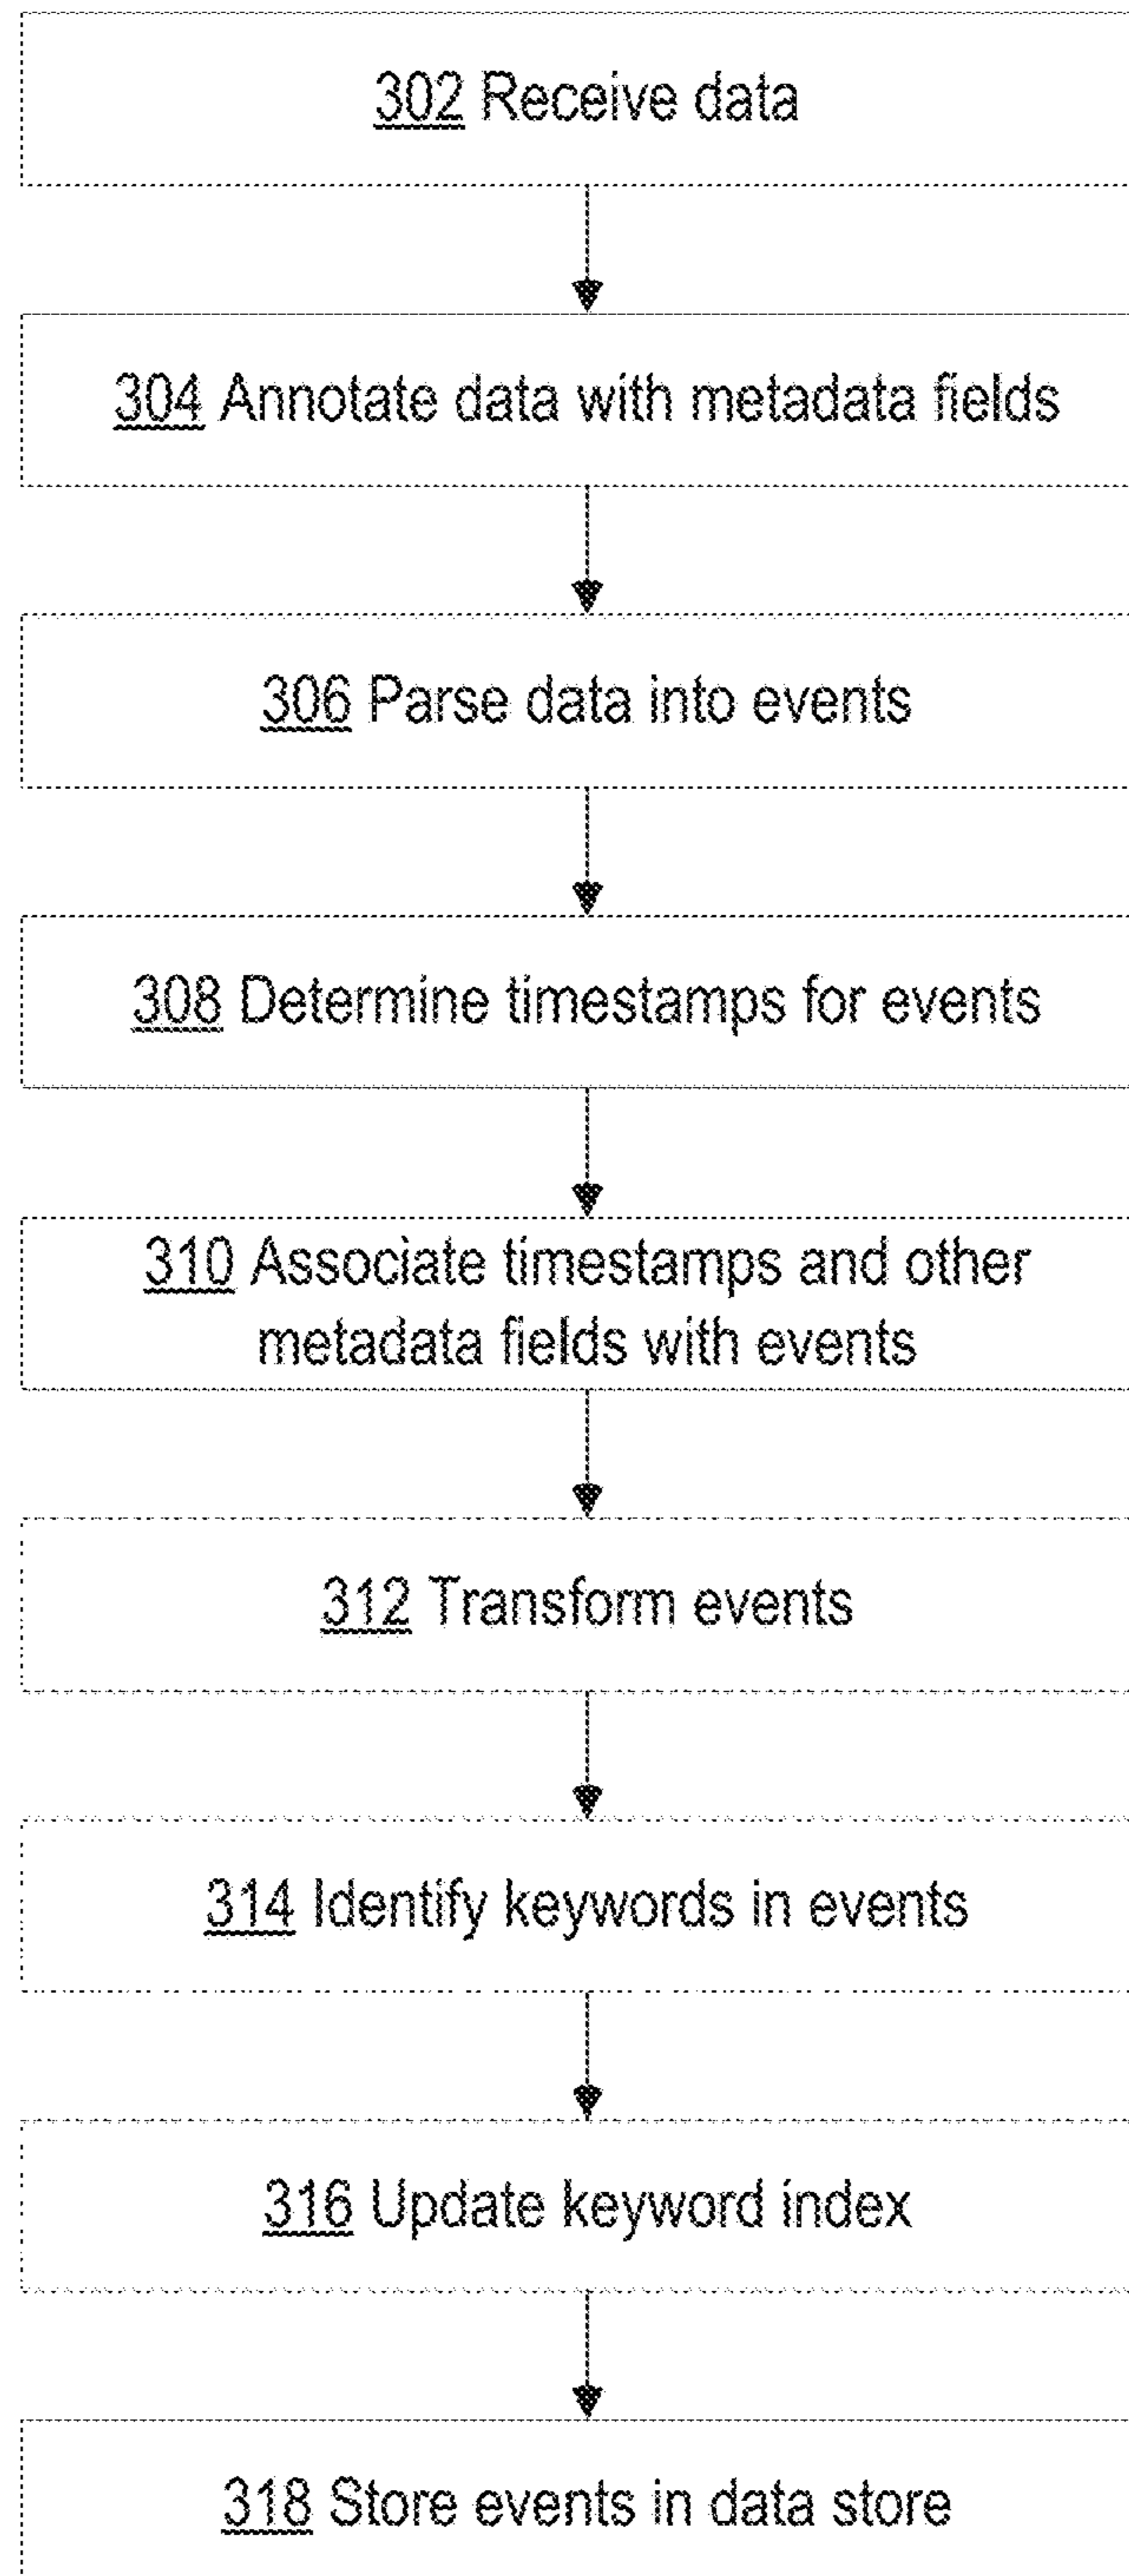 302 Receive data
304 Annotate data with metadata fields
306 Parse data into events
308 Determine timestamps for events
310 Associate timestamps and other
metadata fields with events
312 Transform events
314 Identify keywords in events
316 Update keyword index
318 Store events in data store